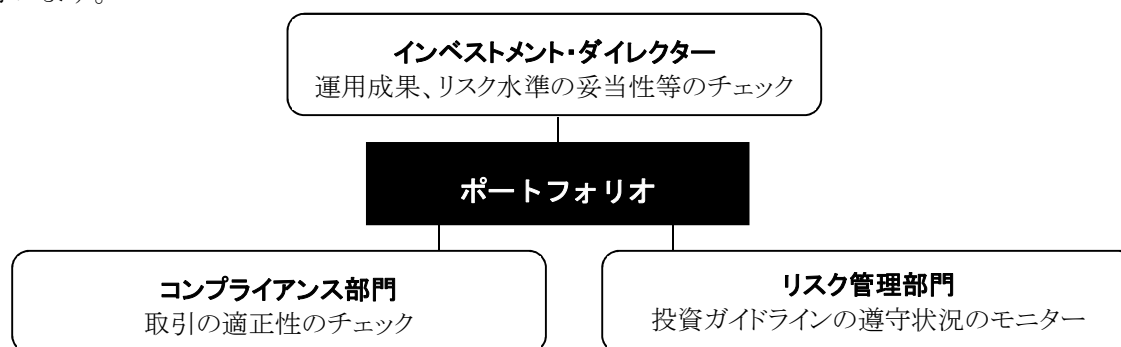 います。
インベストメント・ダイレクター
運用成果、リスク水準の妥当性等のチェック
ポートフォリオ
コンプライアンス部門
取引の適正性のチェック
リスク管理部門
投資ガイドラインの遵守状況のモニター